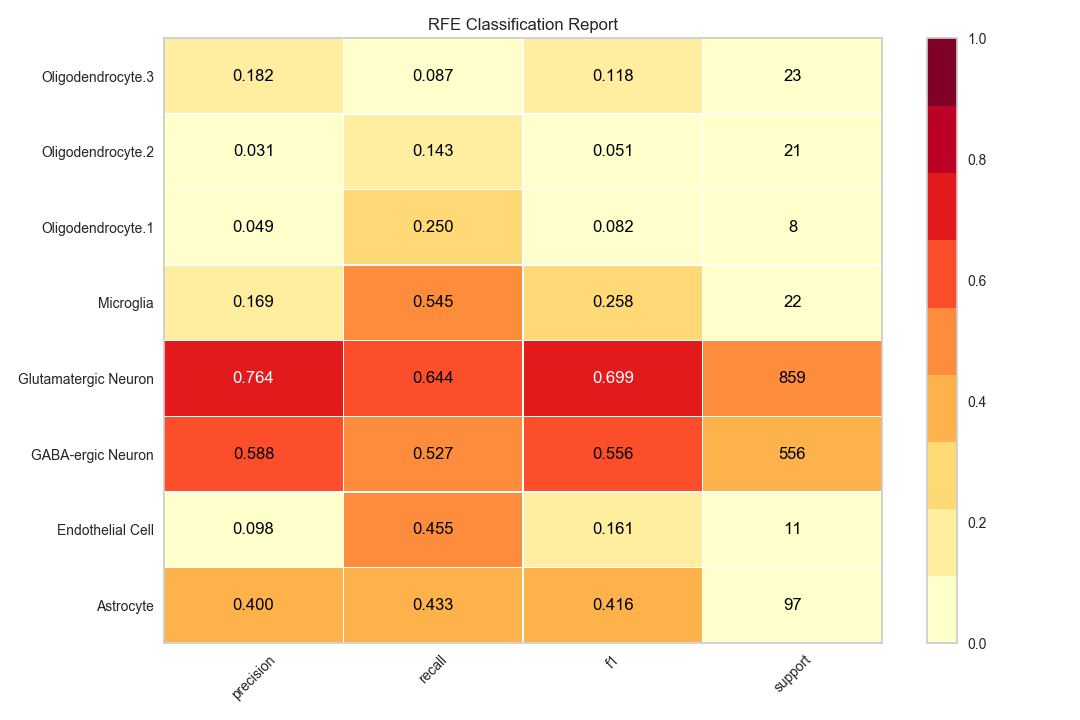 RFE Classification Report
Oligodendrocyte.3 0.182 0.087 0.118 23
Oligodendrocyte.2 0.031 0.143 0.051 21
Oligodendrocyte.1 0.049 0.250 0.082 8
Microglia 0.169 0.545 0.258 22
Glutamatergic Neuron 0.764 0.644 0.699 859
GABA-ergic Neuron 0.588 0.527 0.556 556
Endothelial Cell 0.098 0.455 0.161 11
Astrocyte 0.400 0.433 0.416 97
precision recall f1 support
1.0
0.8
0.6
0.4
0.2
0.0